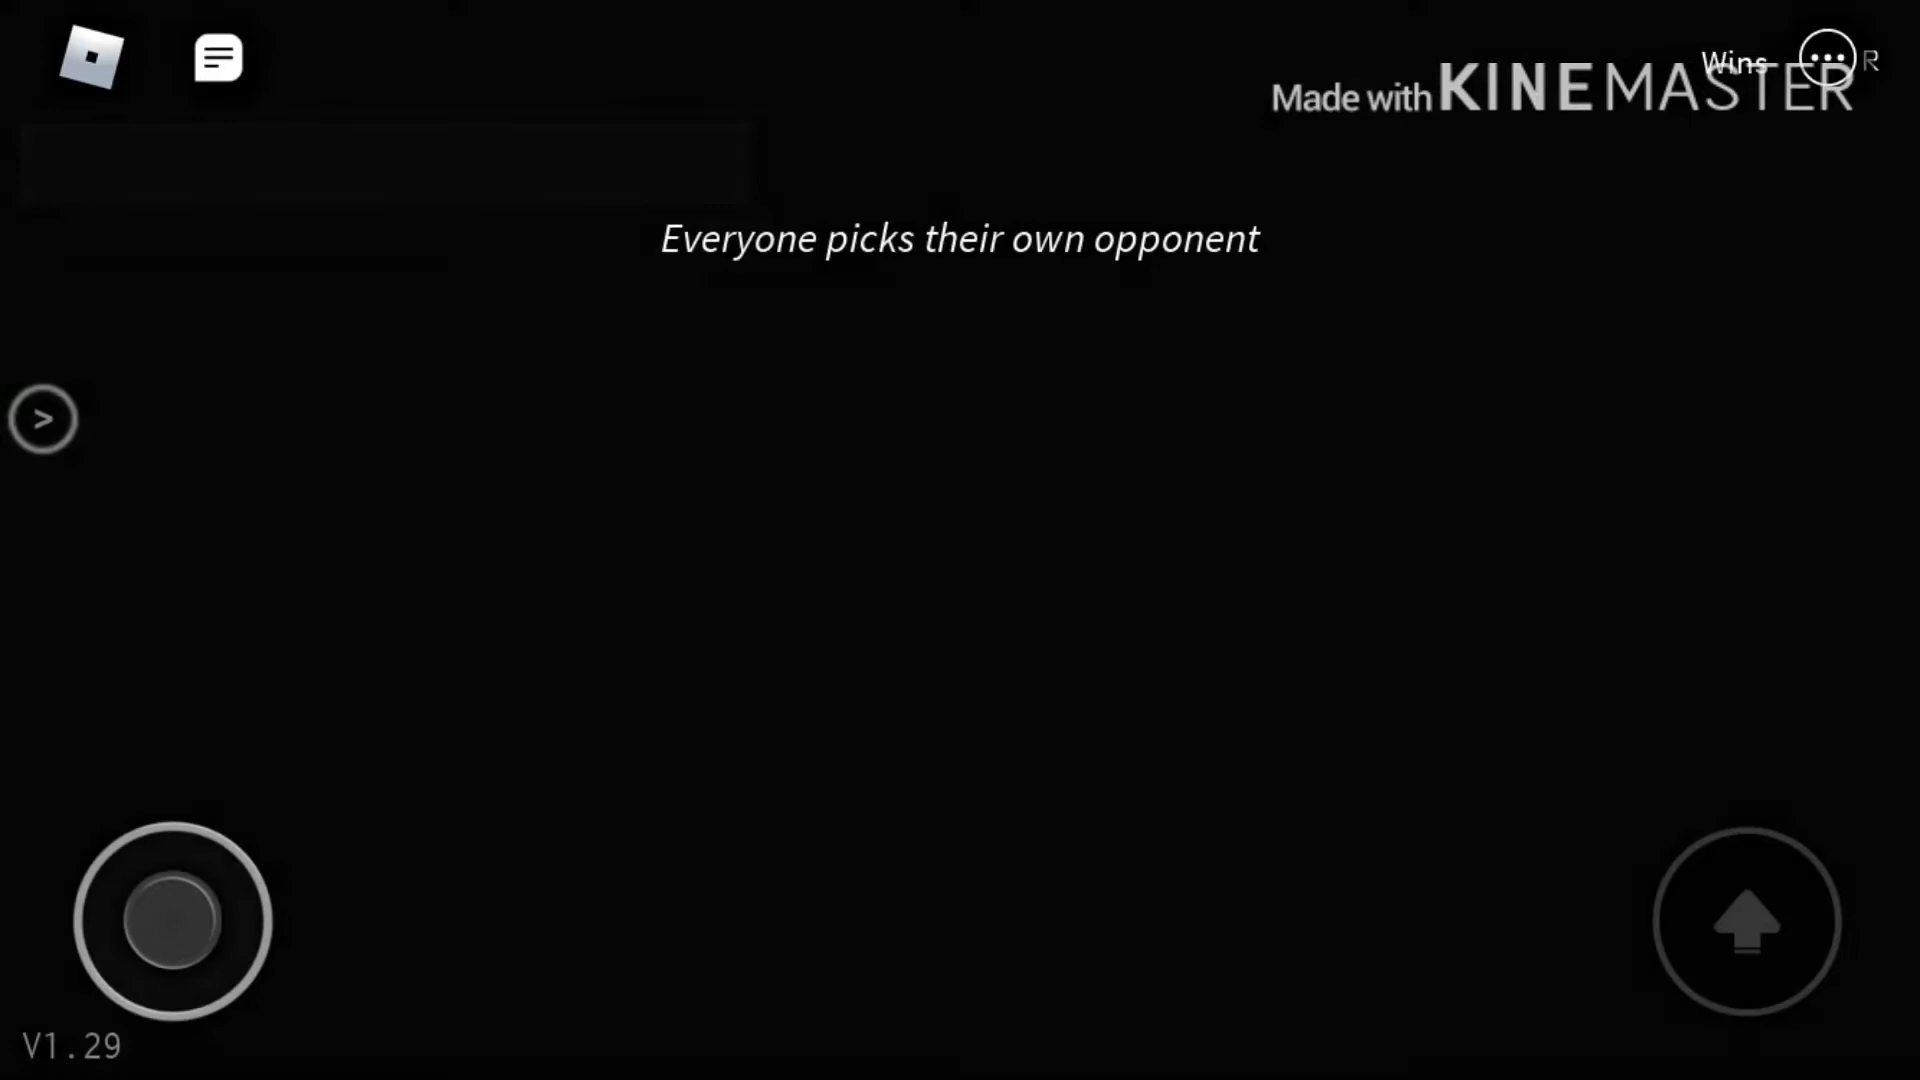 Wins
R
Made with KINEMASTER
Everyone picks their own opponent
>
V1.29